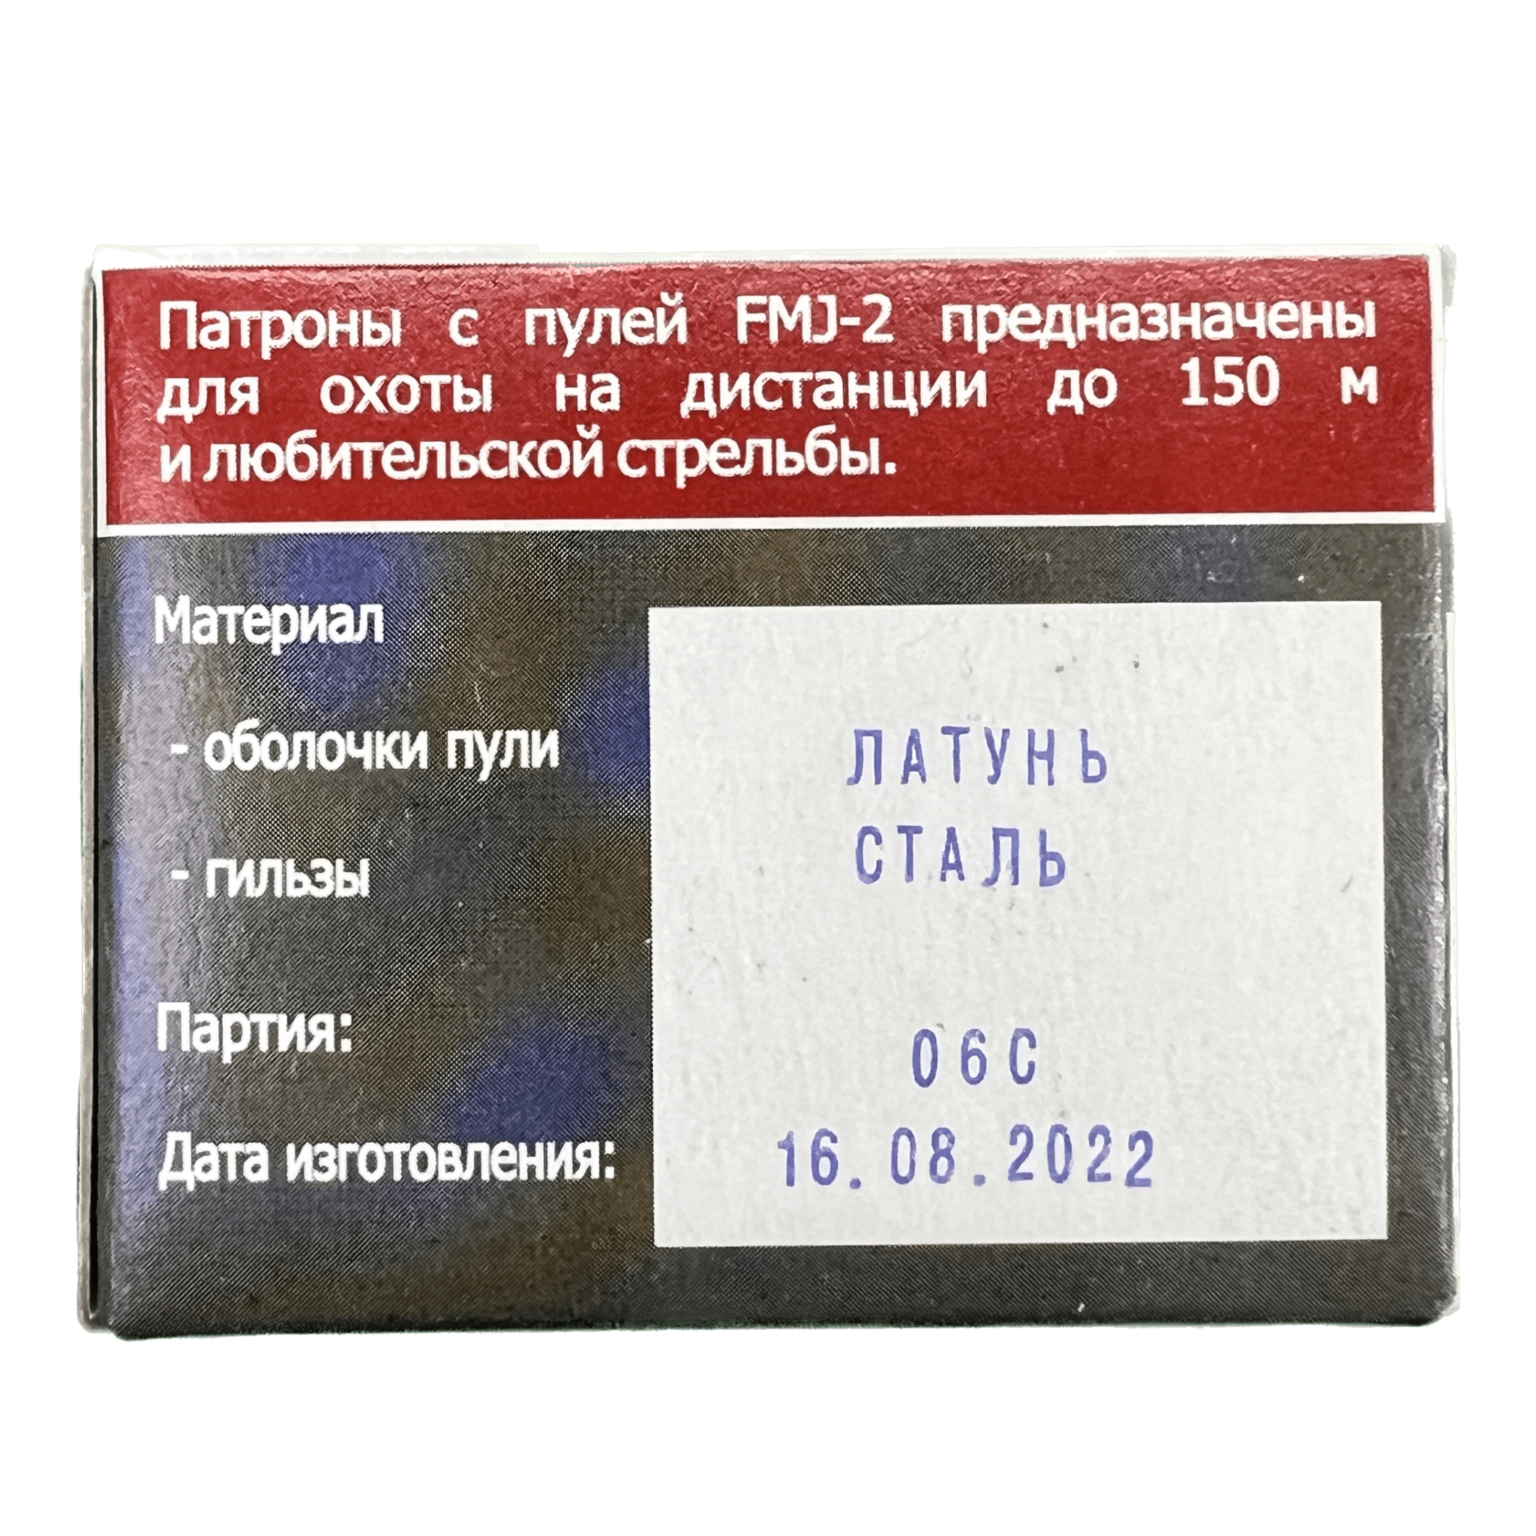 Патроны с пулей FMJ-2 предназначены
для охоты на дистанции до 150 м
и любительской стрельбы.
Материал
- оболочки пули ЛАТУНЬ
- гильзы СТАЛЬ
Партия: 06С
Дата изготовления: 16.08.2022